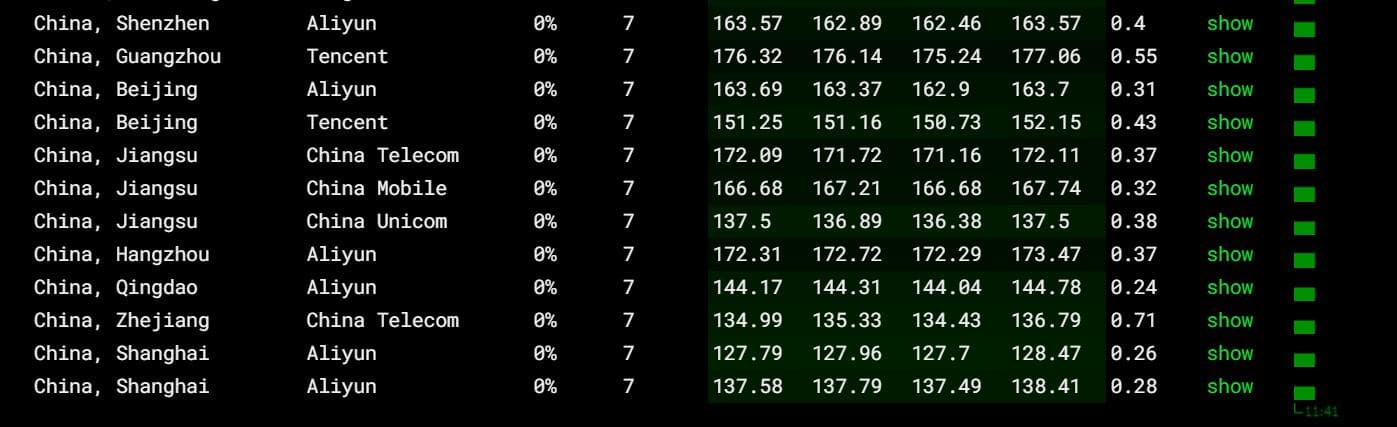 China, Shenzhen Aliyun 0% 7 163.57 162.89 162.46 163.57 0.4 show
China, Guangzhou Tencent 0% 7 176.32 176.14 175.24 177.06 0.55 show
China, Beijing Aliyun 0% 7 163.69 163.37 162.9 163.7 0.31 show
China, Beijing Tencent 0% 7 151.25 151.16 150.73 152.15 0.43 show
China, Jiangsu China Telecom 0% 7 172.09 171.72 171.16 172.11 0.37 show
China, Jiangsu China Mobile 0% 7 166.68 167.21 166.68 167.74 0.32 show
China, Jiangsu China Unicom 0% 7 137.5 136.89 136.38 137.5 0.38 show
China, Hangzhou Aliyun 0% 7 172.31 172.72 172.29 173.47 0.37 show
China, Qingdao Aliyun 0% 7 144.17 144.31 144.04 144.78 0.24 show
China, Zhejiang China Telecom 0% 7 134.99 135.33 134.43 136.79 0.71 show
China, Shanghai Aliyun 0% 7 127.79 127.96 127.7 128.47 0.26 show
China, Shanghai Aliyun 0% 7 137.58 137.79 137.49 138.41 0.28 show
11:41